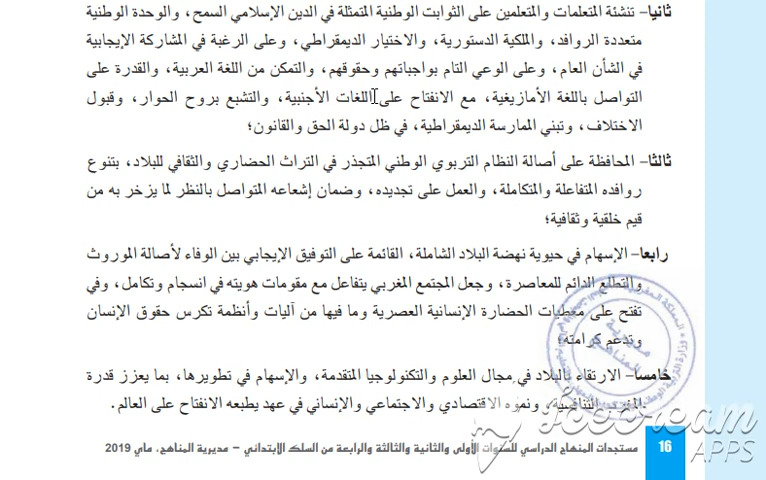 ثانيا- تنشئة المتعلمات والمتعلمين على الثوابت الوطنية المتمثلة في الدين الإسلامي السمح، والوحدة الوطنية
متعددة الروافد، والملكية الدستورية، والاختيار الديمقراطي، وعلى الرغبة في المشاركة الإيجابية
في الشأن العام، وعلى الوعي التام بواجباتهم وحقوقهم، والتمكن من اللغة العربية، والقدرة على
التواصل باللغة الأمازيغية، مع الانفتاح على اللغات الأجنبية، والتشبع بروح الحوار، وقبول
الاختلاف، وتبني الممارسة الديمقراطية، في ظل دولة الحق والقانون؛
ثالثا- المحافظة على أصالة النظام التربوي الوطني المتجذر في التراث الحضاري والثقافي للبلاد، بتنوع
روافده المتفاعلة والمتكاملة، والعمل على تجديده، وضمان إشعاعه المتواصل بالنظر لما يزخر به من
قيم خلقية وثقافية؛
رابعا- الإسهام في حيوية نهضة البلاد الشاملة، القائمة على التوفيق الإيجابي بين الوفاء لأصالة الموروث
والتطلع الدائم للمعاصرة، وجعل المجتمع المغربي يتفاعل مع مقومات هويته في انسجام وتكامل، وفي
تفتح على معطيات الحضارة الإنسانية العصرية وما فيها من آليات وأنظمة تكرس حقوق الإنسان
وتدعم كرامته؛
خامسا- الارتقاء بالبلاد في مجال العلوم والتكنولوجيا المتقدمة، والإسهام في تطويرها، بما يعزز قدرة
المغرب التنافسية، ونموه الاقتصادي والاجتماعي والإنساني في عهد يطبعه الانفتاح على العالم.
16 مستجدات المنهاج الدراسي للسنوات الأولى والثانية والثالثة والرابعة من السلك الابتدائي – مديرية المناهج، ماي 2019
مديرية المناهج
Icecream
APPS